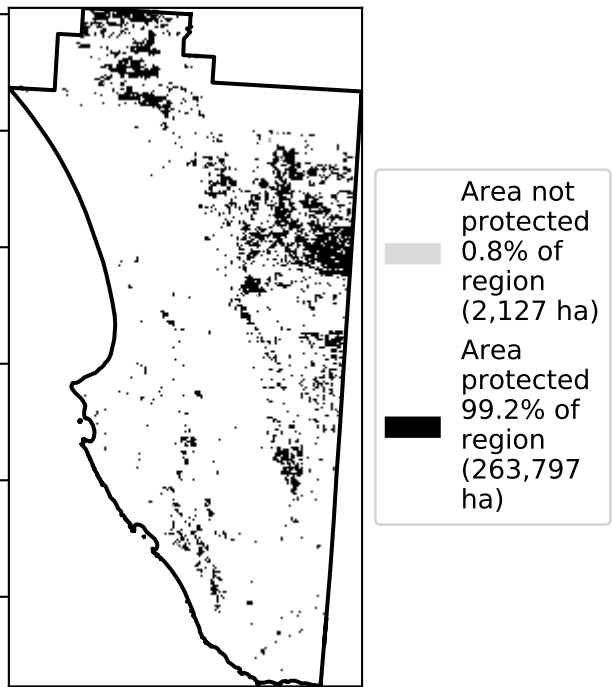 Area not
protected
0.8% of
region
(2,127 ha)
Area
protected
99.2% of
region
(263,797
ha)